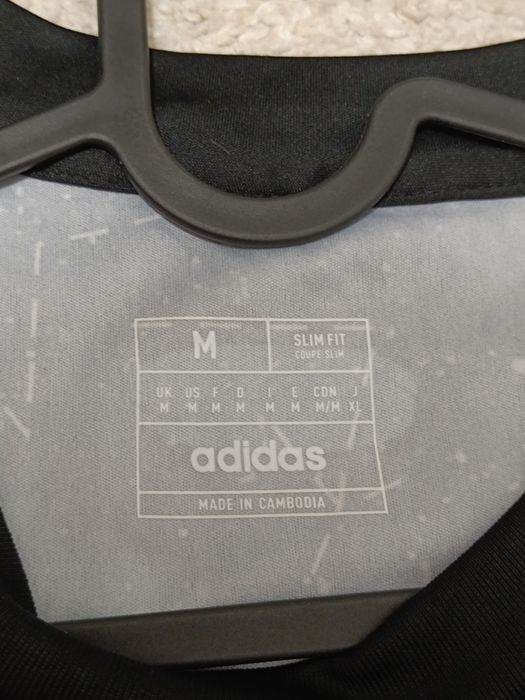 M
SLIM FIT
COUPE SLIM
UK US F D I E CDN J
M M M M M M M/M XL
adidas
MADE IN CAMBODIA